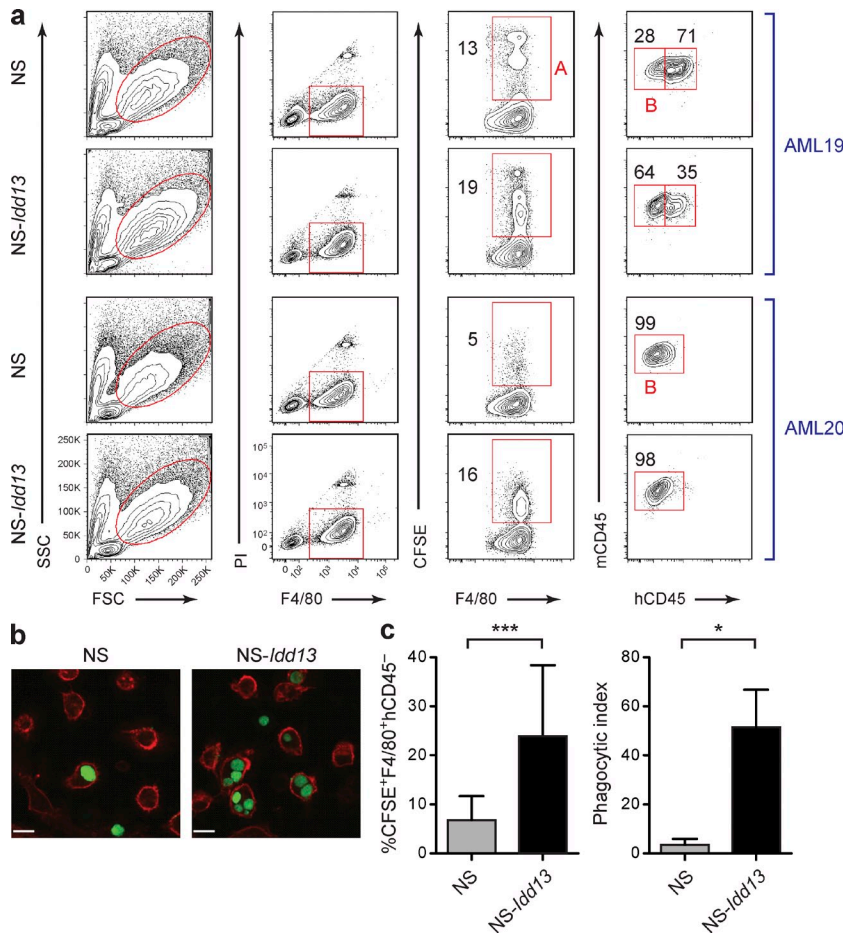 a
SSC
PI
CFSE
mCD45
NS
13
A
28 71
B
NS-Idd13
19
64 35
AML19
NS
5
99
B
NS-Idd13
16
98
AML20
250K
200K
150K
100K
50K
0
0 50K 100K 150K 200K 250K
10⁵
10⁴
10³
10²
0
0 10² 10³ 10⁴ 10⁵
FSC
F4/80
F4/80
hCD45
b
NS
NS-Idd13
c
***
%CFSE⁺F4/80⁺hCD45⁻
40
30
20
10
0
NS
NS-Idd13
*
Phagocytic index
80
60
40
20
0
NS
NS-Idd13